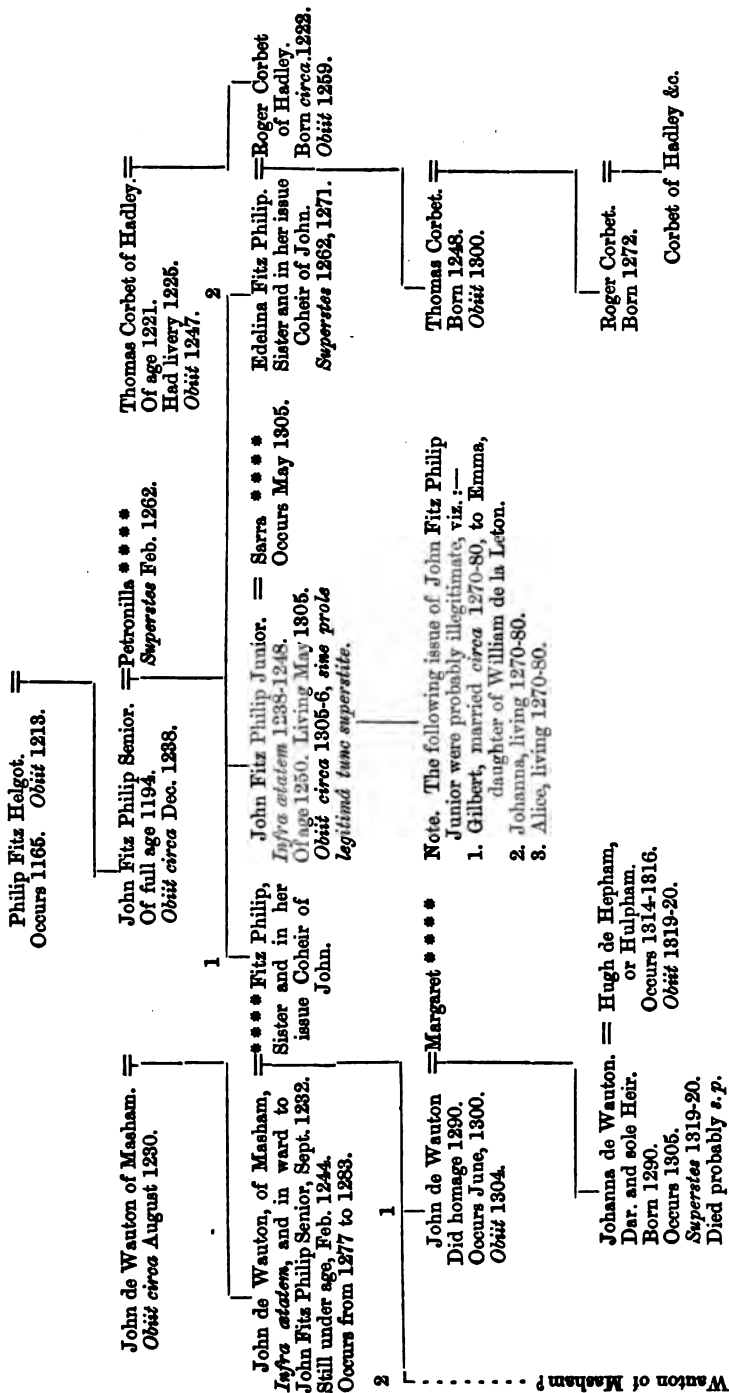 Philip Fitz Helgot. =
Occurs 1165. Obiit 1213.
John Fitz Philip Senior. = Petronilla * * * *
Of full age 1194. Superstes Feb. 1262.
Obiit circa Dec. 1238.
Thomas Corbet of Hadley. =
Of age 1221.
Had livery 1225.
Obiit 1247.
John de Wauton of Masham. =
Obiit circa August 1230.
1
2
John de Wauton, of Masham,
Infra ætatem, and in ward to
John Fitz Philip Senior, Sept. 1232.
Still under age, Feb. 1244.
Occurs from 1277 to 1283.
= * * * * Fitz Philip,
Sister and in her
issue Coheir of
John.
John Fitz Philip Junior. = Sarra * * * *
Infra ætatem 1238-1248. Occurs May 1305.
Of age 1250. Living May 1305.
Obiit circa 1305-6, sine prole
legitimâ tunc superstite.
Edelina Fitz Philip.
Sister and in her issue
Coheir of John.
Superstes 1262, 1271.
= Roger Corbet
of Hadley.
Born circa. 1222.
Obiit 1259.
2
1
Wauton of Masham?
John de Wauton = Margaret * * * *
Did homage 1290.
Occurs June, 1300.
Obiit 1304.
Note. The following issue of John Fitz Philip
Junior were probably illegitimate, viz. :—
1. Gilbert, married circa 1270-80, to Emma,
daughter of William de la Leton.
2. Johanna, living 1270-80.
3. Alice, living 1270-80.
Thomas Corbet. =
Born 1248.
Obiit 1300.
Johanna de Wauton. = Hugh de Hepham,
Dar. and sole Heir. or Hulpham.
Born 1290. Occurs 1314-1316.
Occurs 1305. Obiit 1319-20.
Superstes 1319-20.
Died probably s.p.
Roger Corbet. =
Born 1272.
Corbet of Hadley &c.